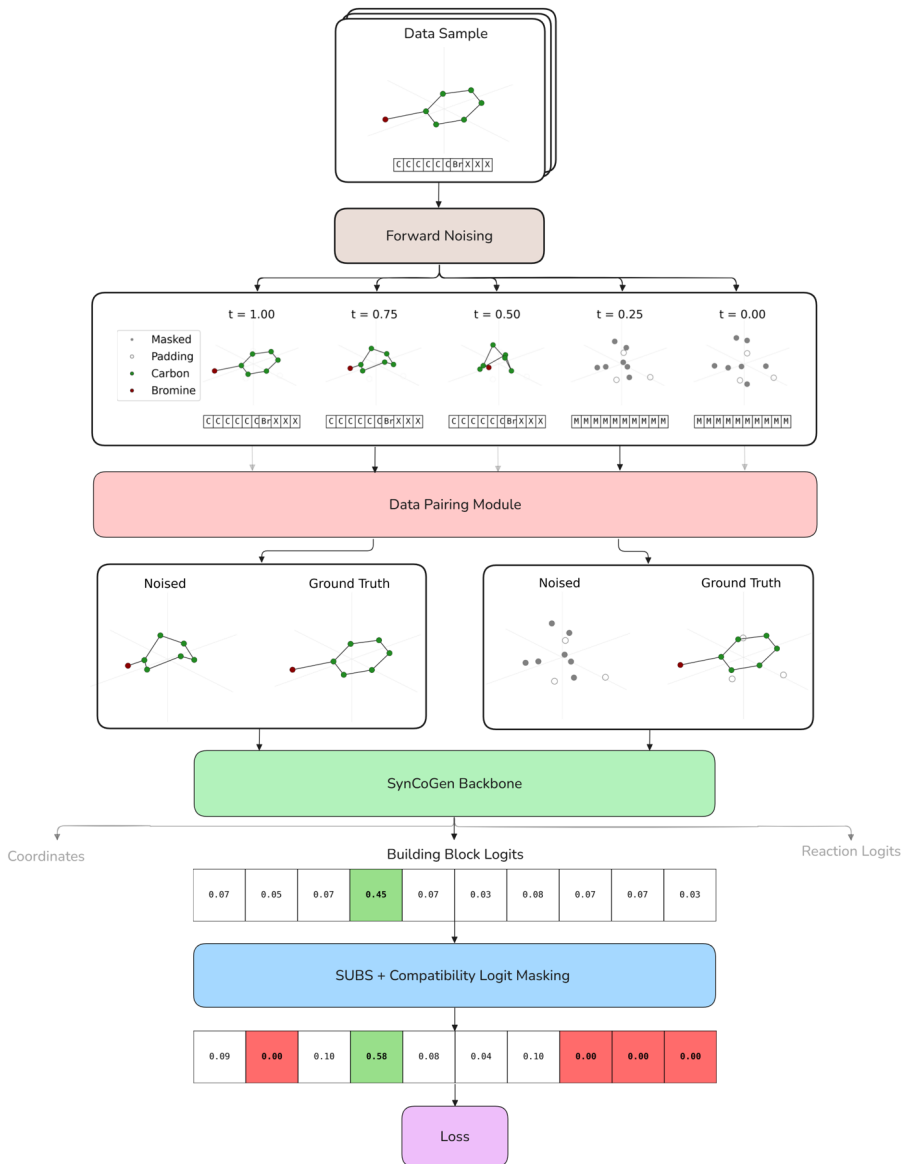 Data Sample
C C C C C C Br X X X
Forward Noising
t = 1.00 t = 0.75 t = 0.50 t = 0.25 t = 0.00
Masked
Padding
Carbon
Bromine
C C C C C C Br X X X C C C C C C Br X X X C C C C C C Br X X X M M M M M M M M M M M M M M M M M M M M
Data Pairing Module
Noised Ground Truth Noised Ground Truth
SynCoGen Backbone
Coordinates Building Block Logits Reaction Logits
0.07 0.05 0.07 0.45 0.07 0.03 0.08 0.07 0.07 0.03
SUBS + Compatibility Logit Masking
0.09 0.00 0.10 0.58 0.08 0.04 0.10 0.00 0.00 0.00
Loss